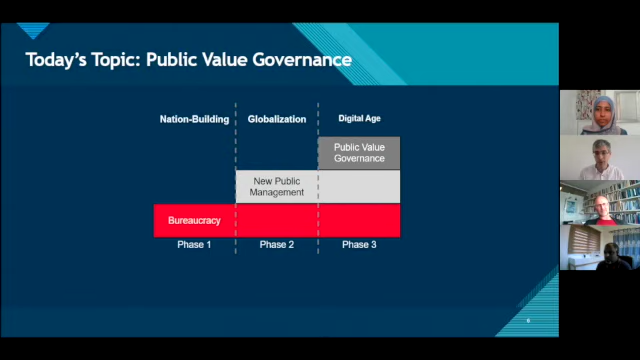 Today's Topic: Public Value Governance
Nation-Building
Globalization
Digital Age
Public Value
Governance
New Public
Management
Bureaucracy
Phase 1
Phase 2
Phase 3
6